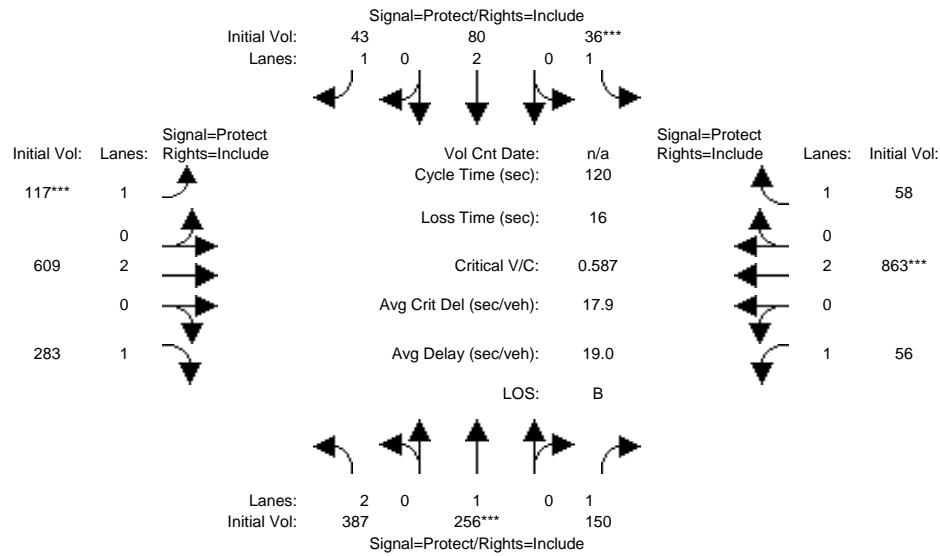 Signal=Protect/Rights=Include
Initial Vol: 43 80 36***
Lanes: 1 0 2 0 1
Signal=Protect
Initial Vol: Lanes: Rights=Include
Vol Cnt Date: n/a
Signal=Protect
Rights=Include Lanes: Initial Vol:
Cycle Time (sec): 120
117*** 1
1 58
Loss Time (sec): 16
0
0
609 2
Critical V/C: 0.587
2 863***
0
Avg Crit Del (sec/veh): 17.9
0
283 1
Avg Delay (sec/veh): 19.0
1 56
LOS: B
Lanes: 2 0 1 0 1
Initial Vol: 387 256*** 150
Signal=Protect/Rights=Include